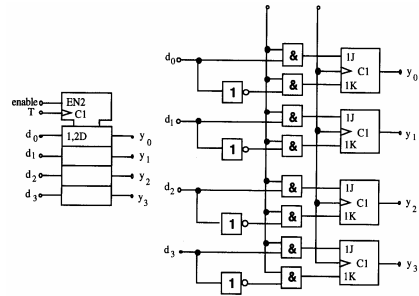 enable
T
EN2
C1
d0
1,2D
y0
d1
y1
d2
y2
d3
y3
d0
&
1J
C1
1K
y0
1
&
d1
&
1J
C1
1K
y1
1
&
d2
&
1J
C1
1K
y2
1
&
d3
&
1J
C1
1K
y3
1
&